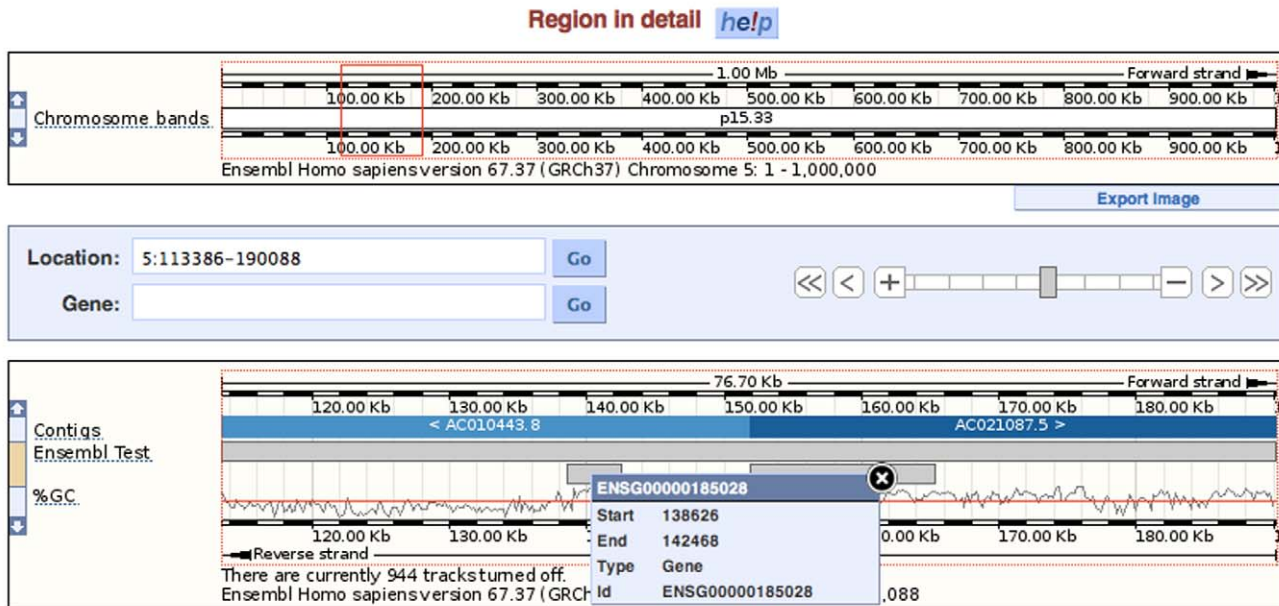 Region in detail he!p
1.00 Mb Forward strand
100.00 Kb 200.00 Kb 300.00 Kb 400.00 Kb 500.00 Kb 600.00 Kb 700.00 Kb 800.00 Kb 900.00 Kb
Chromosome bands p15.33
100.00 Kb 200.00 Kb 300.00 Kb 400.00 Kb 500.00 Kb 600.00 Kb 700.00 Kb 800.00 Kb 900.00 Kb
Ensembl Homo sapiens version 67.37 (GRCh37) Chromosome 5: 1 - 1,000,000
Export Image
Location: 5:113386-190088 Go
Gene: Go
<< < + - > >>
76.70 Kb Forward strand
120.00 Kb 130.00 Kb 140.00 Kb 150.00 Kb 160.00 Kb 170.00 Kb 180.00 Kb
Contigs < AC010443.8 AC021087.5 >
Ensembl Test
ENSG00000185028
%GC
Start 138626
End 142468
Type Gene
Id ENSG00000185028
120.00 Kb 130.00 Kb 0.00 Kb 170.00 Kb 180.00 Kb
Reverse strand
There are currently 944 tracks turned off.
Ensembl Homo sapiens version 67.37 (GRCh ,088